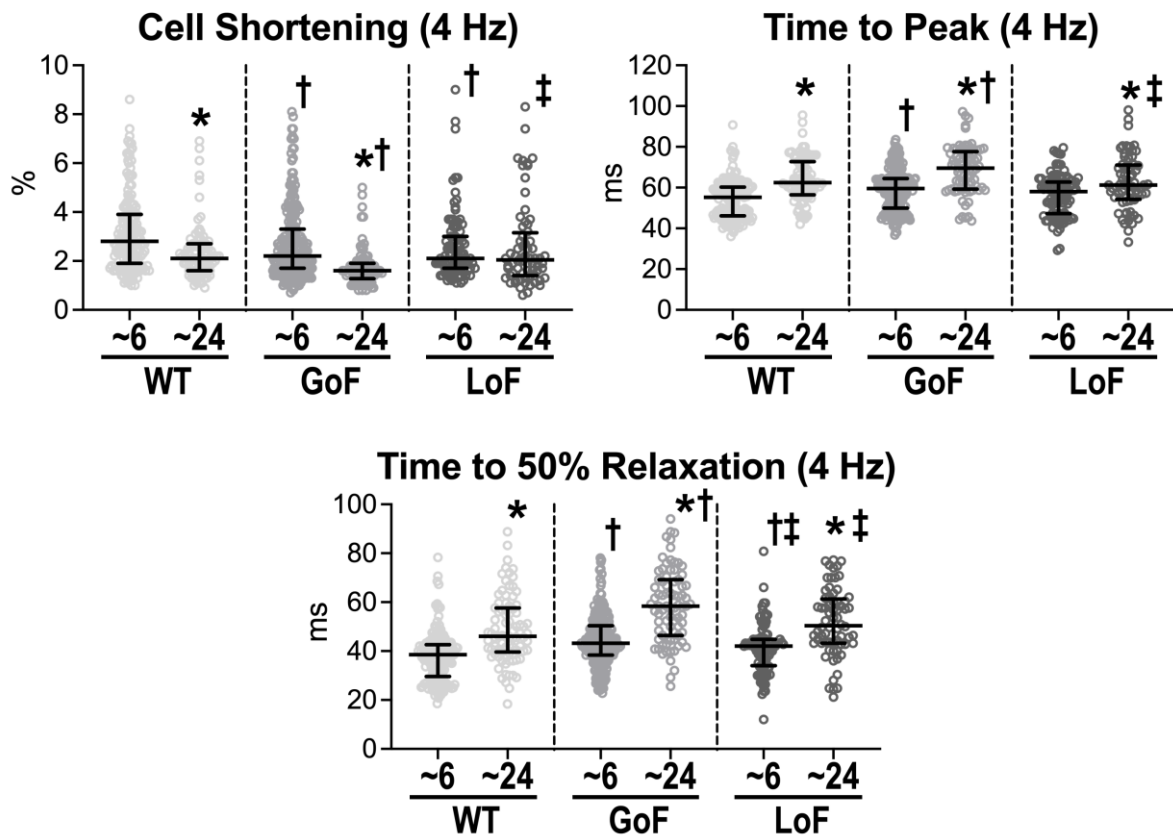 Cell Shortening (4 Hz)
10
8
6
4
2
0
%
† * *† † ‡
~6 ~24 ~6 ~24 ~6 ~24
WT GoF LoF
Time to Peak (4 Hz)
120
100
80
60
40
20
0
ms
* † *† *‡
~6 ~24 ~6 ~24 ~6 ~24
WT GoF LoF
Time to 50% Relaxation (4 Hz)
100
80
60
40
20
0
ms
* † *† †‡ *‡
~6 ~24 ~6 ~24 ~6 ~24
WT GoF LoF